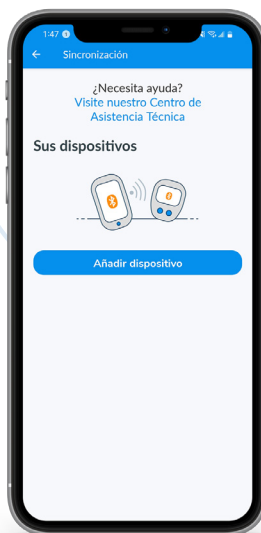 1:47
Sincronización
¿Necesita ayuda?
Visite nuestro Centro de
Asistencia Técnica
Sus dispositivos
Añadir dispositivo